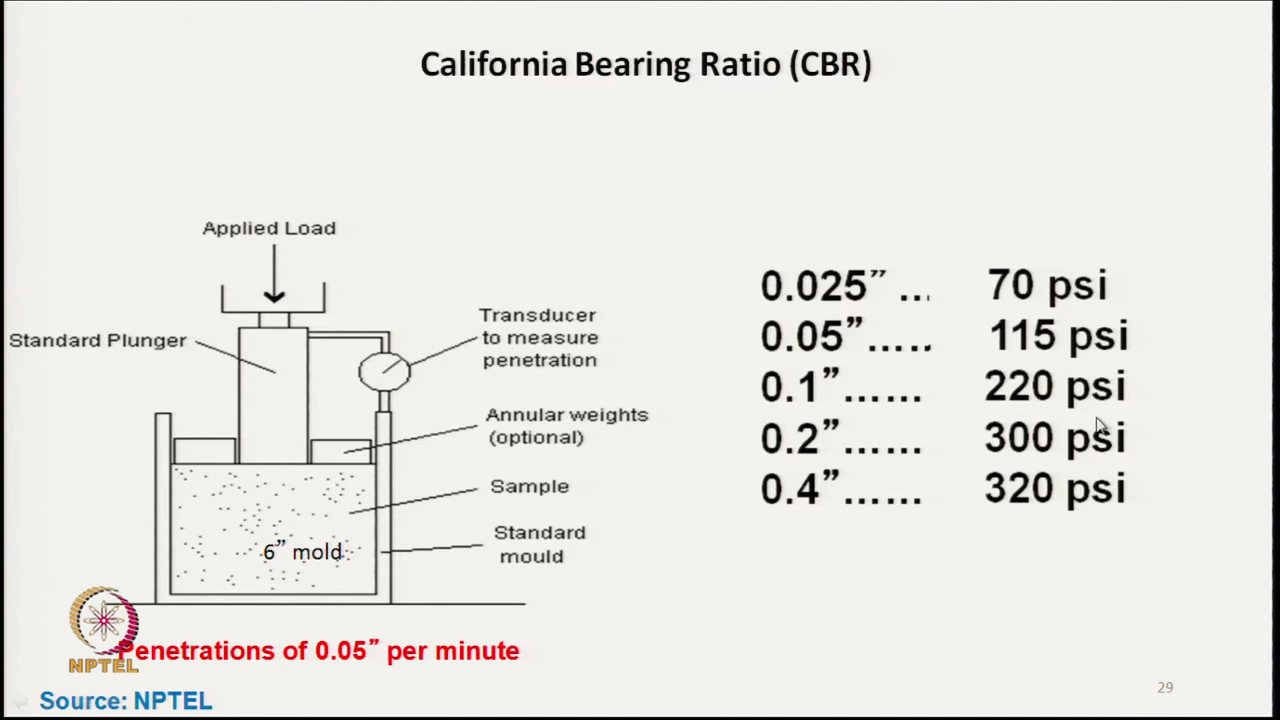 California Bearing Ratio (CBR)
Applied Load
Standard Plunger
Transducer
to measure
penetration
Annular weights
(optional)
Sample
Standard
mould
6” mold
0.025” ... 70 psi
0.05”..... 115 psi
0.1”...... 220 psi
0.2”...... 300 psi
0.4”...... 320 psi
Penetrations of 0.05” per minute
NPTEL
Source: NPTEL
29